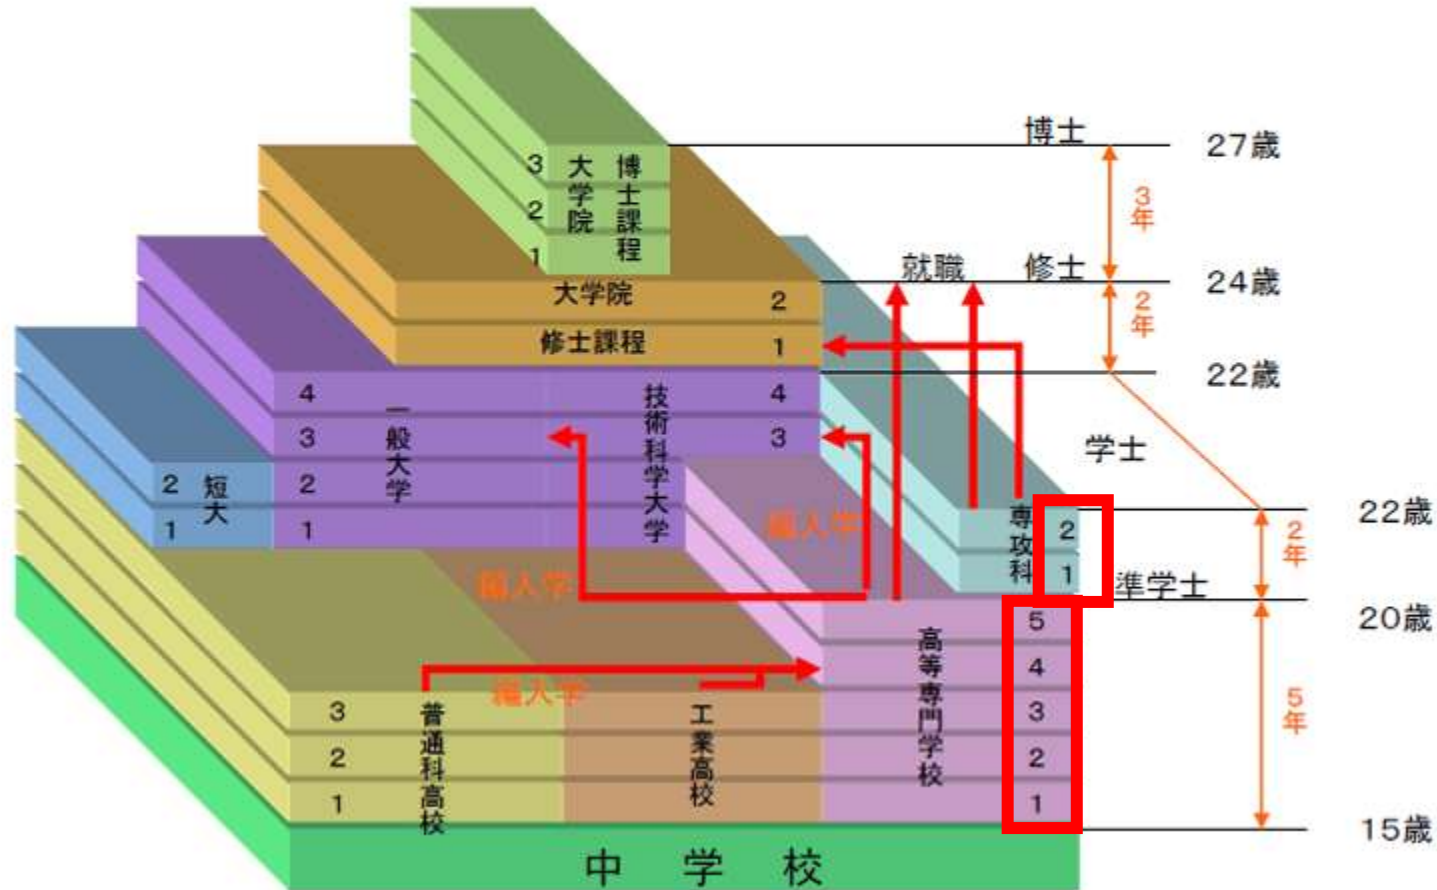 博士
27歳
3
2
1
大学院
博士課程
3年
就職
修士
24歳
大学院
2
修士課程
1
2年
22歳
4
3
2
1
一般大学
技術科学大学
4
3
学士
2
1
短大
編入学
専攻科
2
1
22歳
2年
準学士
20歳
編入学
編入学
5
4
3
2
1
高等専門学校
5年
3
2
1
普通科高校
工業高校
15歳
中学校